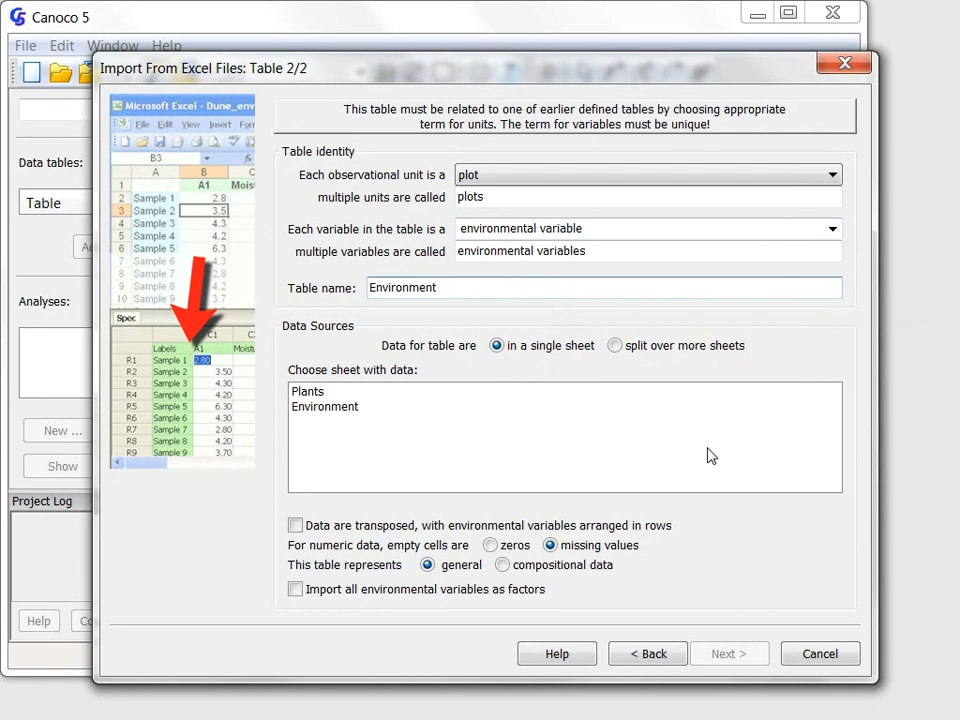 Canoco 5
File Edit Window Help
Import From Excel Files: Table 2/2
Data tables:
Table
Analyses:
New ...
Show
Project Log
Help
Microsoft Excel - Dune_env
File Edit View Insert
B3
A B C
1 A1 Mois
2 Sample 1 2.8
3 Sample 2 3.5
4 Sample 3 4.3
5 Sample 4 4.2
6 Sample 5 6.3
7 Sample 6 4.3
8 Sample 7 2.8
9 Sample 8 4.2
10 Sample 9 3.7
Spec
C1
Labels A1 Moistu
R1 Sample 1 2.80
R2 Sample 2 3.50
R3 Sample 3 4.30
R4 Sample 4 4.20
R5 Sample 5 6.30
R6 Sample 6 4.30
R7 Sample 7 2.80
R8 Sample 8 4.20
R9 Sample 9 3.70
This table must be related to one of earlier defined tables by choosing appropriate
term for units. The term for variables must be unique!
Table identity
Each observational unit is a plot
multiple units are called plots
Each variable in the table is a environmental variable
multiple variables are called environmental variables
Table name: Environment
Data Sources
Data for table are in a single sheet split over more sheets
Choose sheet with data:
Plants
Environment
Data are transposed, with environmental variables arranged in rows
For numeric data, empty cells are zeros missing values
This table represents general compositional data
Import all environmental variables as factors
Help < Back Next > Cancel